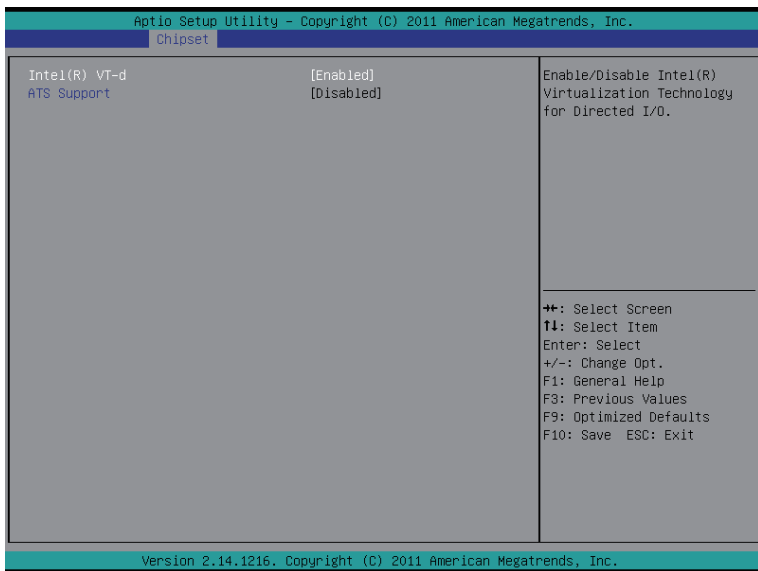 Aptio Setup Utility – Copyright (C) 2011 American Megatrends, Inc.
Chipset
Intel(R) VT-d [Enabled]
ATS Support [Disabled]
Enable/Disable Intel(R)
Virtualization Technology
for Directed I/O.
→←: Select Screen
↑↓: Select Item
Enter: Select
+/-: Change Opt.
F1: General Help
F3: Previous Values
F9: Optimized Defaults
F10: Save ESC: Exit
Version 2.14.1216. Copyright (C) 2011 American Megatrends, Inc.